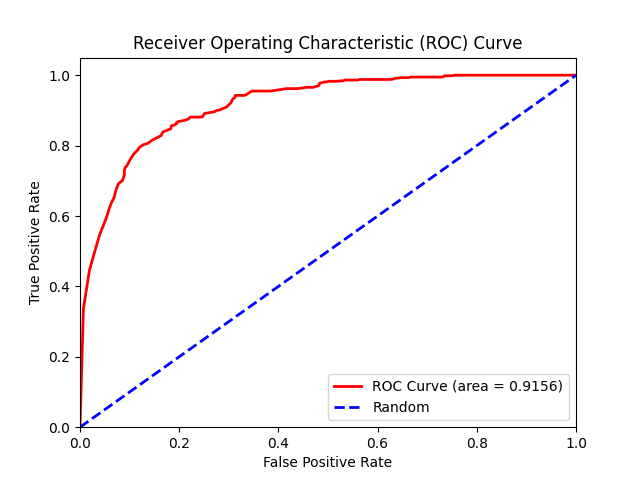 Receiver Operating Characteristic (ROC) Curve
True Positive Rate
1.0
0.8
0.6
0.4
0.2
0.0
0.0 0.2 0.4 0.6 0.8 1.0
False Positive Rate
ROC Curve (area = 0.9156)
Random